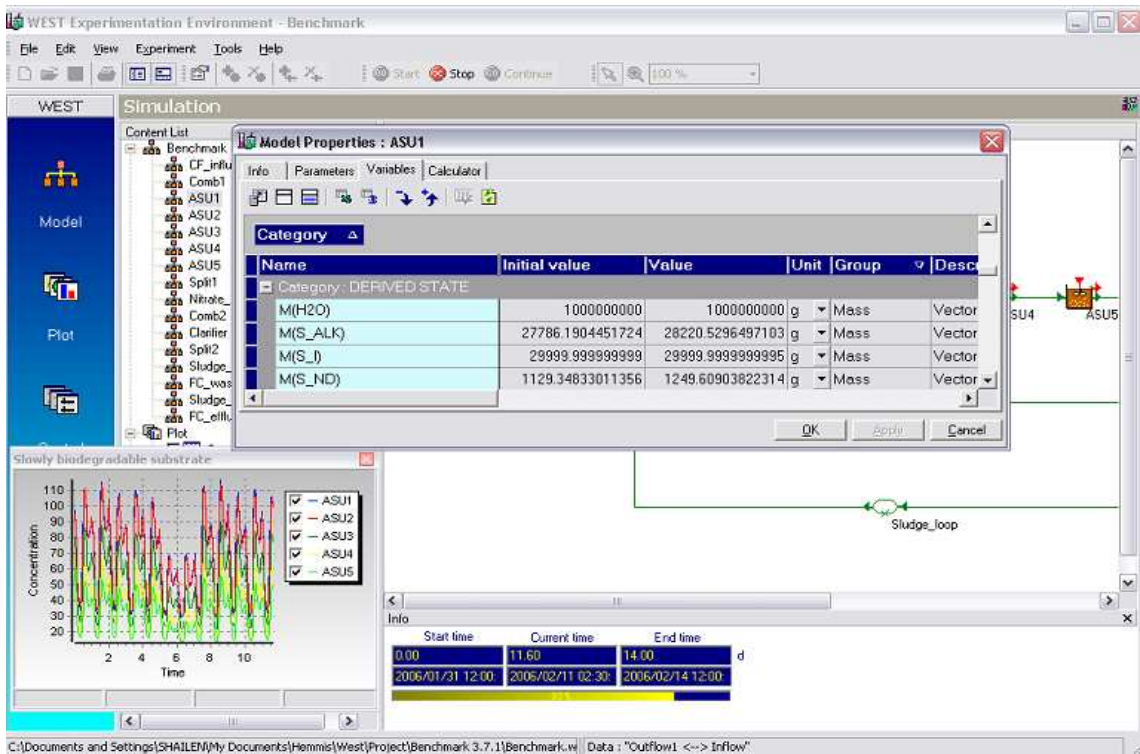 WEST Experimentation Environment - Benchmark
File Edit View Experiment Tools Help
Start Stop Continue 100 %
WEST Simulation
Model
Plot
Content List
Benchmark
CF_influ
Comb1
ASU1
ASU2
ASU3
ASU4
ASU5
Split1
Nitrate_
Comb2
Clarifier
Split2
Sludge_
FC_was
Sludge_
FC_efflu
Plot
Model Properties : ASU1
Info Parameters Variables Calculator
Category
Name Initial value Value Unit Group Descri
Category : DERIVED STATE
M(H2O) 1000000000 1000000000 g Mass Vector
M(S_ALK) 27786.1904451724 28220.5296497103 g Mass Vector
M(S_I) 29999.999999999 29999.9999999995 g Mass Vector
M(S_ND) 1129.34833011356 1249.60903822314 g Mass Vector
OK Apply Cancel
SU4 ASU5
Sludge_loop
Slowly biodegradable substrate
Concentration
110
100
90
80
70
60
50
40
30
20
2 4 6 8 10
Time
ASU1
ASU2
ASU3
ASU4
ASU5
Info
Start time Current time End time
0.00 11.60 14.00 d
2006/01/31 12:00: 2006/02/11 02:30: 2006/02/14 12:00:
C:\Documents and Settings\SHAILEN\My Documents\Hemmis\West\Project\Benchmark 3.7.1\Benchmark.w Data : "Outflow1 <--> Inflow"